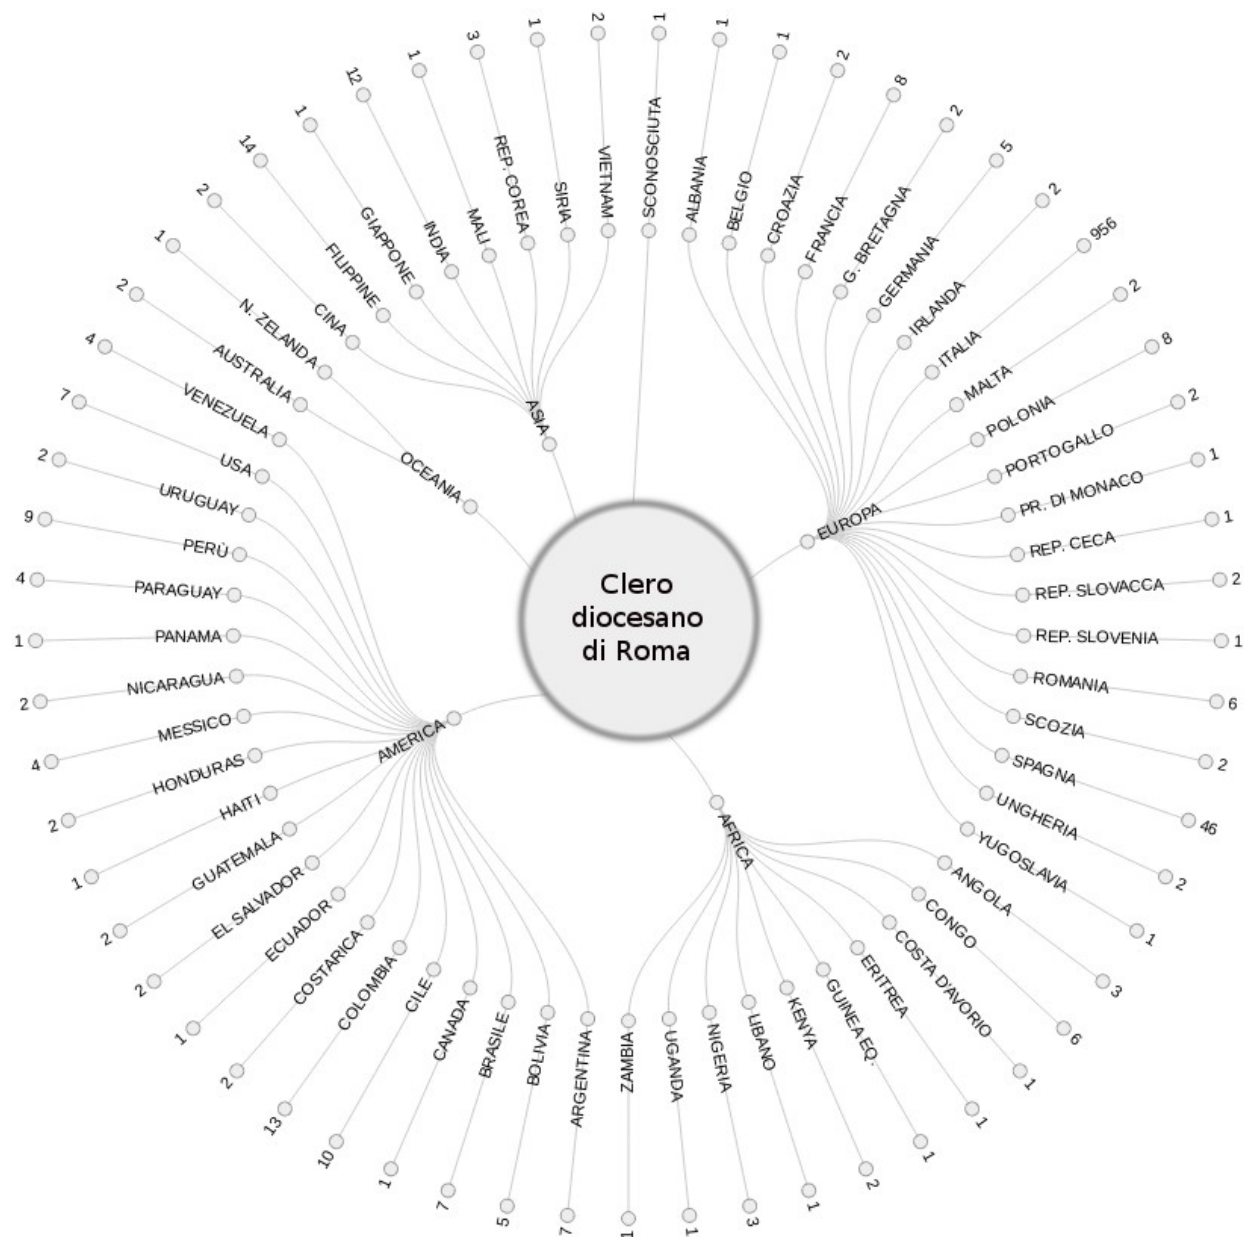 Clero
diocesano
di Roma
SCONOSCIUTA 1
EUROPA
ALBANIA 1
BELGIO 1
CROAZIA 2
FRANCIA 8
G. BRETAGNA 2
GERMANIA 5
IRLANDA 2
ITALIA 956
MALTA 2
POLONIA 8
PORTOGALLO 2
PR. DI MONACO 1
REP. CECA 1
REP. SLOVACCA 2
REP. SLOVENIA 1
ROMANIA 6
SCOZIA 2
SPAGNA 46
UNGHERIA 2
YUGOSLAVIA 1
AFRICA
ANGOLA 3
CONGO 6
COSTA D'AVORIO 1
ERITREA 1
GUINEA EQ. 1
KENYA 2
LIBANO 1
NIGERIA 3
UGANDA 1
ZAMBIA 1
AMERICA
ARGENTINA 7
BOLIVIA 5
BRASILE 7
CANADA 1
CILE 10
COLOMBIA 13
COSTARICA 2
ECUADOR 1
EL SALVADOR 2
GUATEMALA 2
HAITI 1
HONDURAS 2
MESSICO 4
NICARAGUA 2
PANAMA 1
PARAGUAY 4
PERÙ 9
URUGUAY 2
USA 7
VENEZUELA 4
OCEANIA
AUSTRALIA 2
N. ZELANDA 1
ASIA
CINA 2
FILIPPINE 14
GIAPPONE 1
INDIA 12
MALI 1
REP. COREA 3
SIRIA 1
VIETNAM 2